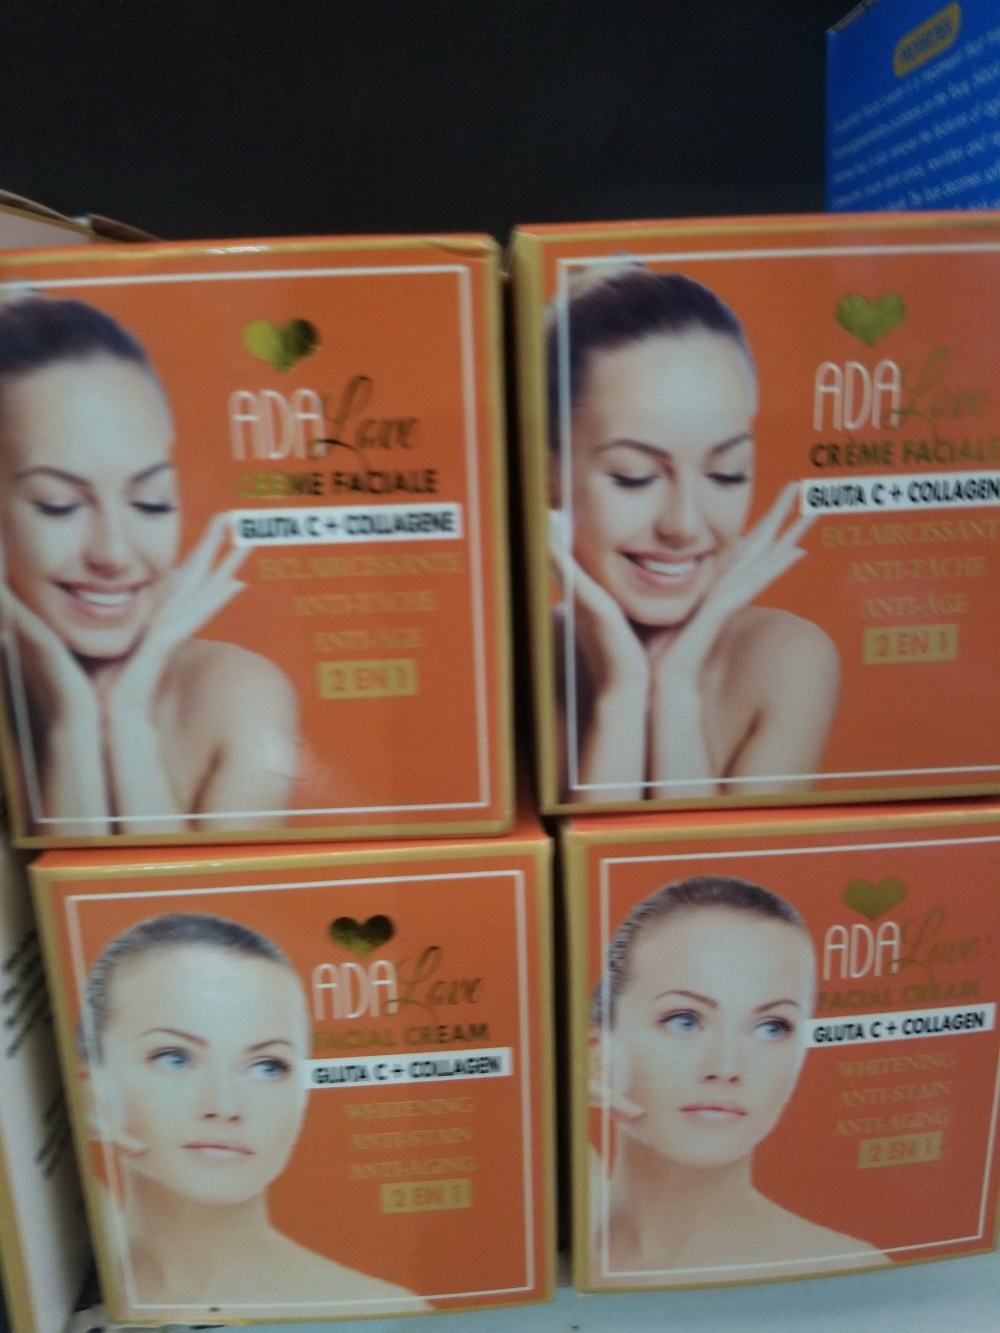 ADA Love
CRÈME FACIALE
GLUTA C + COLLAGENE
ECLAIRCISSANTE
ANTI-TÂCHE
ANTI-ÂGE
2 EN 1
ADA Love
CRÈME FACIALE
GLUTA C + COLLAGEN
ECLAIRCISSANT
ANTI-TÂCHE
ANTI-ÂGE
2 EN 1
ADA Love
FACIAL CREAM
GLUTA C + COLLAGEN
WHITENING
ANTI-STAIN
ANTI-AGING
2 EN 1
ADA Love
FACIAL CREAM
GLUTA C + COLLAGEN
WHITENING
ANTI-STAIN
ANTI-AGING
2 EN 1